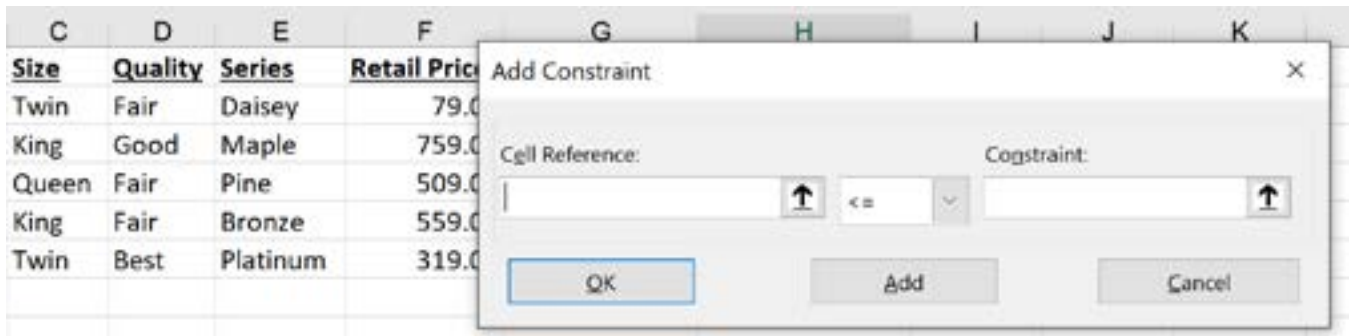 C D E F G H I J K
Size Quality Series Retail Pric
Add Constraint
Twin Fair Daisey 79.0
King Good Maple 759.0
Queen Fair Pine 509.0
King Fair Bronze 559.0
Twin Best Platinum 319.0
Cell Reference: Constraint:
<=
OK Add Cancel